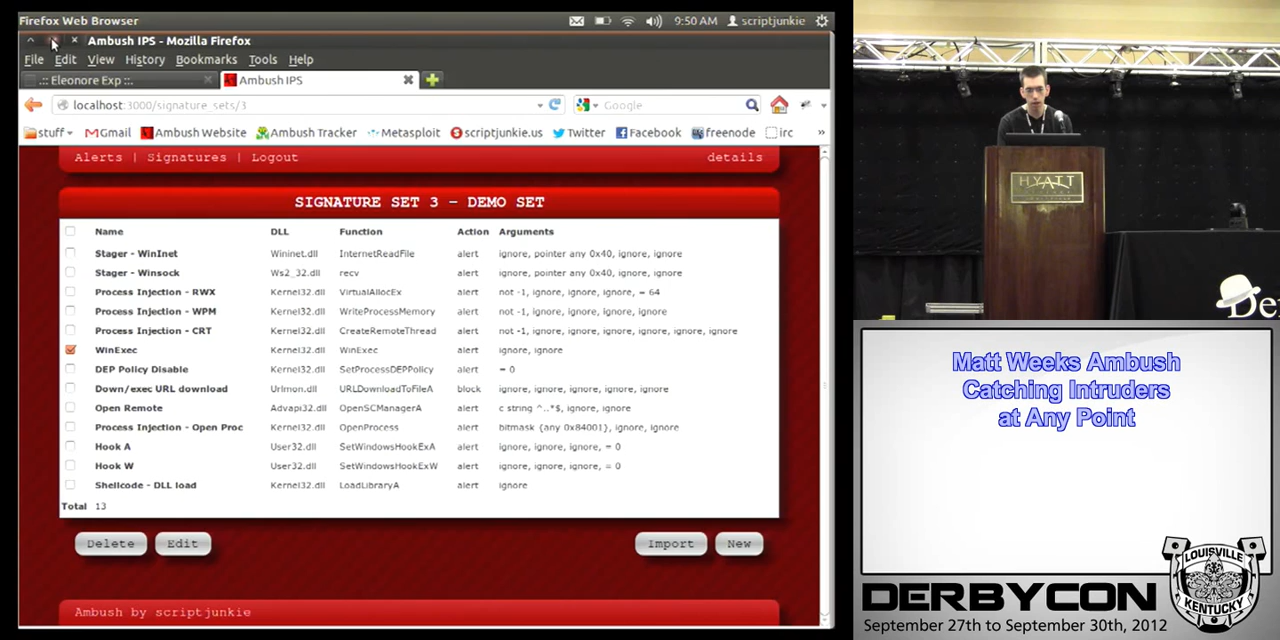 Firefox Web Browser
9:50 AM scriptjunkie
Ambush IPS - Mozilla Firefox
File Edit View History Bookmarks Tools Help
.:: Eleonore Exp ::. Ambush IPS
localhost:3000/signature_sets/3 Google
stuff Gmail Ambush Website Ambush Tracker Metasploit scriptjunkie.us Twitter Facebook freenode irc »
Alerts | Signatures | Logout details
SIGNATURE SET 3 - DEMO SET
Name DLL Function Action Arguments
Stager - WinInet Wininet.dll InternetReadFile alert ignore, pointer any 0x40, ignore, ignore
Stager - Winsock Ws2_32.dll recv alert ignore, pointer any 0x40, ignore, ignore
Process Injection - RWX Kernel32.dll VirtualAllocEx alert not -1, ignore, ignore, ignore, = 64
Process Injection - WPM Kernel32.dll WriteProcessMemory alert not -1, ignore, ignore, ignore
Process Injection - CRT Kernel32.dll CreateRemoteThread alert not -1, ignore, ignore, ignore, ignore, ignore
WinExec Kernel32.dll WinExec alert ignore, ignore
DEP Policy Disable Kernel32.dll SetProcessDEPPolicy alert = 0
Down/exec URL download Urlmon.dll URLDownloadToFileA block ignore, ignore, ignore, ignore, ignore
Open Remote Advapi32.dll OpenSCManagerA alert c string ^..*$, ignore, ignore
Process Injection - Open Proc Kernel32.dll OpenProcess alert bitmask {any 0x84001}, ignore, ignore
Hook A User32.dll SetWindowsHookExA alert ignore, ignore, ignore, = 0
Hook W User32.dll SetWindowsHookExW alert ignore, ignore, ignore, = 0
Shellcode - DLL load Kernel32.dll LoadLibraryA alert ignore
Total 13
Delete Edit Import New
Ambush by scriptjunkie
HYATT
De
Matt Weeks Ambush
Catching Intruders
at Any Point
DERBYCON
September 27th to September 30th, 2012
LOUISVILLE
KENTUCKY